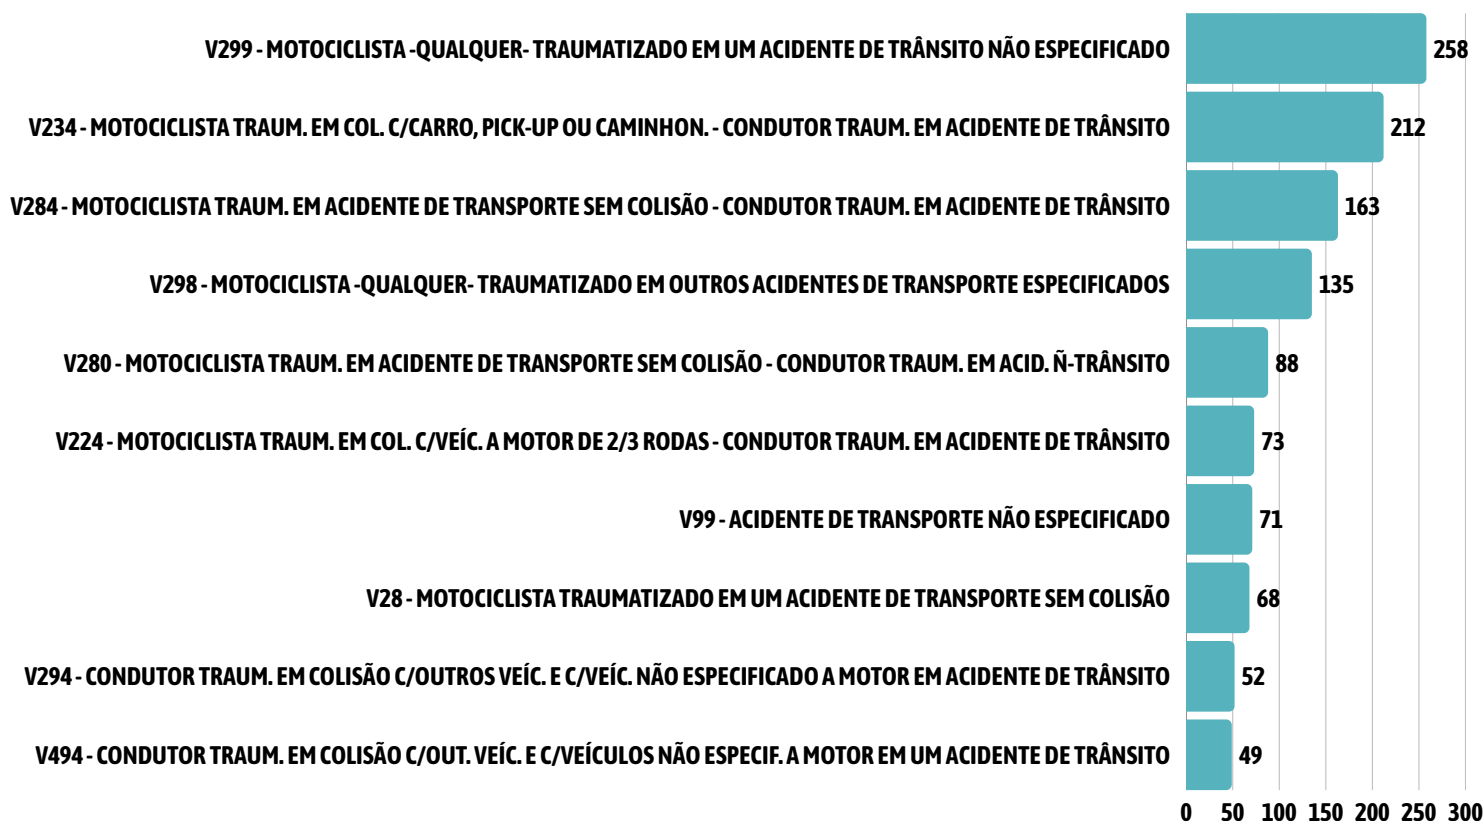 V299 - MOTOCICLISTA -QUALQUER- TRAUMATIZADO EM UM ACIDENTE DE TRÂNSITO NÃO ESPECIFICADO 258
V234 - MOTOCICLISTA TRAUM. EM COL. C/CARRO, PICK-UP OU CAMINHON. - CONDUTOR TRAUM. EM ACIDENTE DE TRÂNSITO 212
V284 - MOTOCICLISTA TRAUM. EM ACIDENTE DE TRANSPORTE SEM COLISÃO - CONDUTOR TRAUM. EM ACIDENTE DE TRÂNSITO 163
V298 - MOTOCICLISTA -QUALQUER- TRAUMATIZADO EM OUTROS ACIDENTES DE TRANSPORTE ESPECIFICADOS 135
V280 - MOTOCICLISTA TRAUM. EM ACIDENTE DE TRANSPORTE SEM COLISÃO - CONDUTOR TRAUM. EM ACID. Ñ-TRÂNSITO 88
V224 - MOTOCICLISTA TRAUM. EM COL. C/VEÍC. A MOTOR DE 2/3 RODAS - CONDUTOR TRAUM. EM ACIDENTE DE TRÂNSITO 73
V99 - ACIDENTE DE TRANSPORTE NÃO ESPECIFICADO 71
V28 - MOTOCICLISTA TRAUMATIZADO EM UM ACIDENTE DE TRANSPORTE SEM COLISÃO 68
V294 - CONDUTOR TRAUM. EM COLISÃO C/OUTROS VEÍC. E C/VEÍC. NÃO ESPECIFICADO A MOTOR EM ACIDENTE DE TRÂNSITO 52
V494 - CONDUTOR TRAUM. EM COLISÃO C/OUT. VEÍC. E C/VEÍCULOS NÃO ESPECIF. A MOTOR EM UM ACIDENTE DE TRÂNSITO 49
0 50 100 150 200 250 300